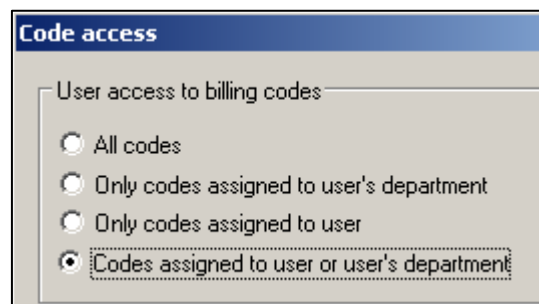 Code access
User access to billing codes
All codes
Only codes assigned to user's department
Only codes assigned to user
Codes assigned to user or user's department